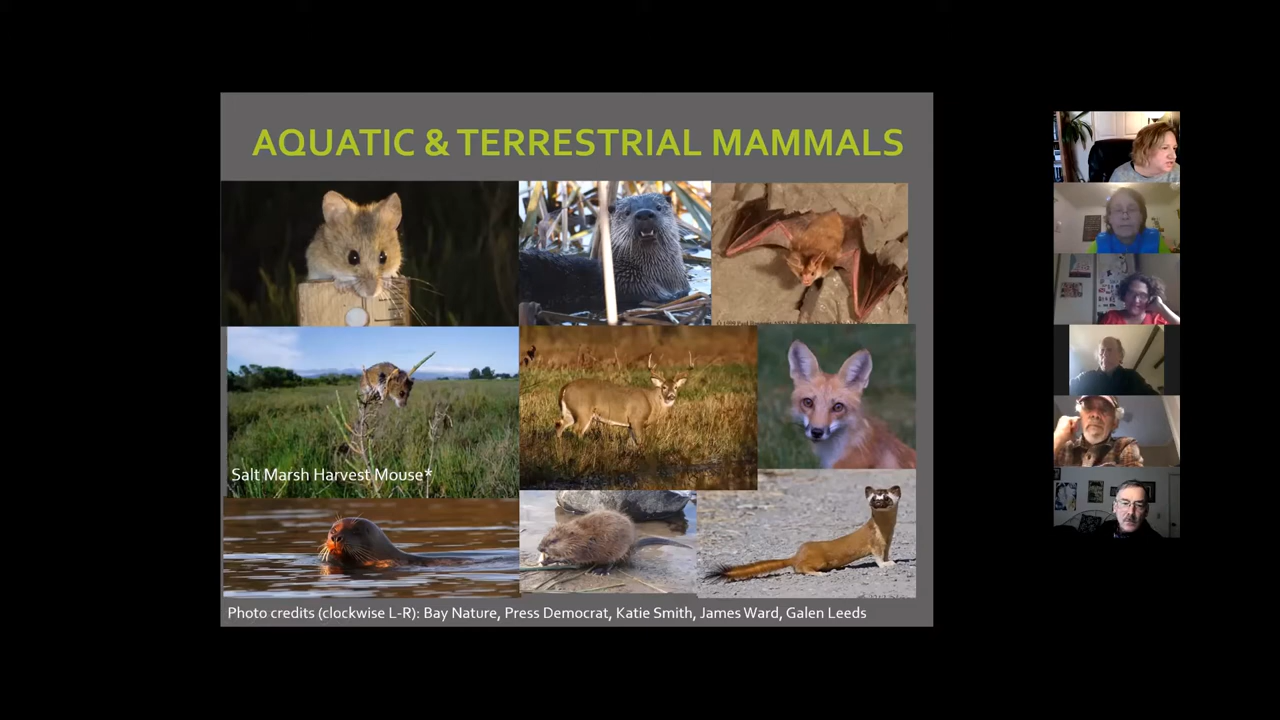 AQUATIC & TERRESTRIAL MAMMALS
Salt Marsh Harvest Mouse*
Photo credits (clockwise L-R): Bay Nature, Press Democrat, Katie Smith, James Ward, Galen Leeds